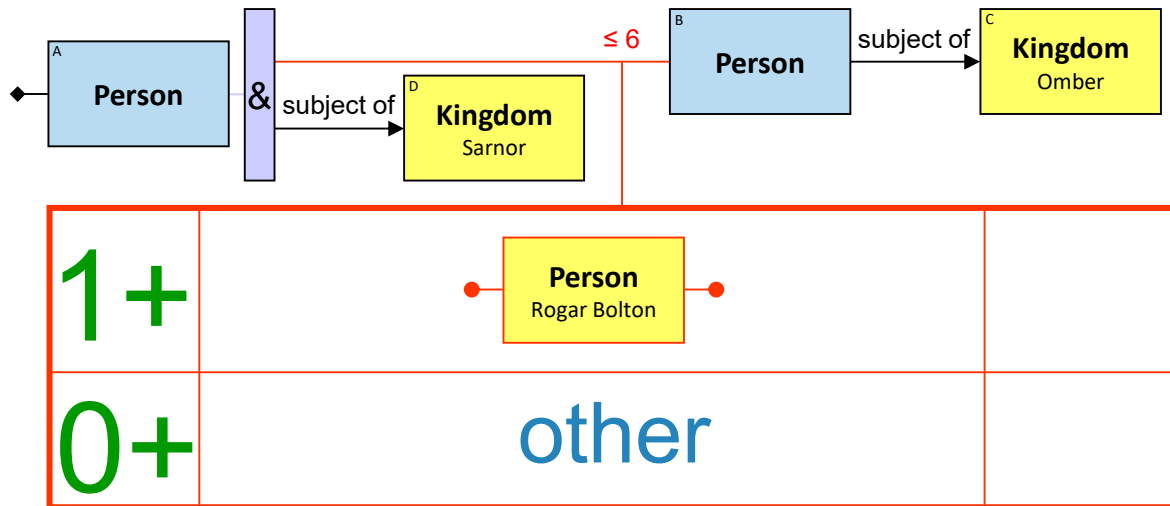 A
Person
&
≤ 6
B
Person
subject of
C
Kingdom
Omber
subject of
D
Kingdom
Sarnor
1+
Person
Rogar Bolton
0+
other